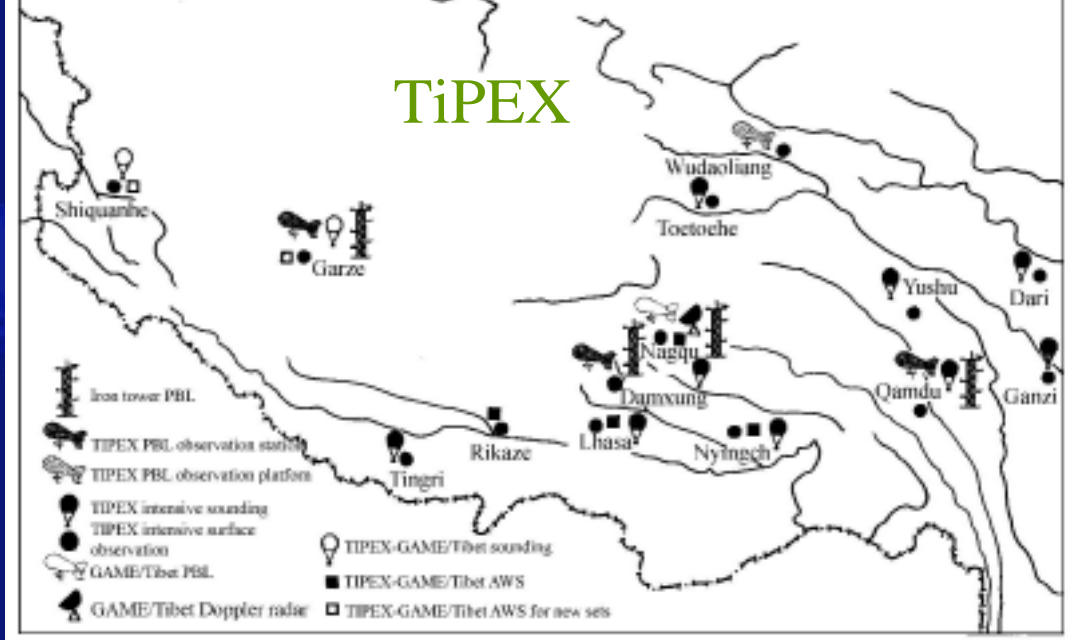 TiPEX
Wudaoliang
Shiquanhe
Toetoehe
Garze
Yushu
Dari
Nagqu
Damxung
Qamdu
Ganzi
Lhasa
Rikaze
Nyingch
Tingri
Iron tower PBL
TIPEX PBL observation station
TIPEX PBL observation platform
TIPEX intensive sounding
TIPEX intensive surface
observation
GAME/Tibet PBL
GAME/Tibet Doppler radar
TIPEX-GAME/Tibet sounding
TIPEX-GAME/Tibet AWS
TIPEX-GAME/Tibet AWS for new sets